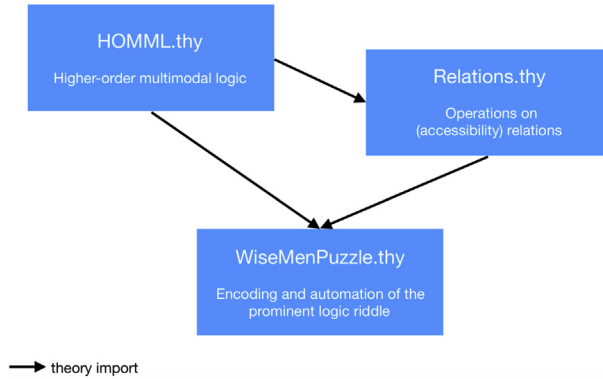 HOMML.thy
Higher-order multimodal logic
Relations.thy
Operations on
(accessibility) relations
WiseMenPuzzle.thy
Encoding and automation of the
prominent logic riddle
theory import